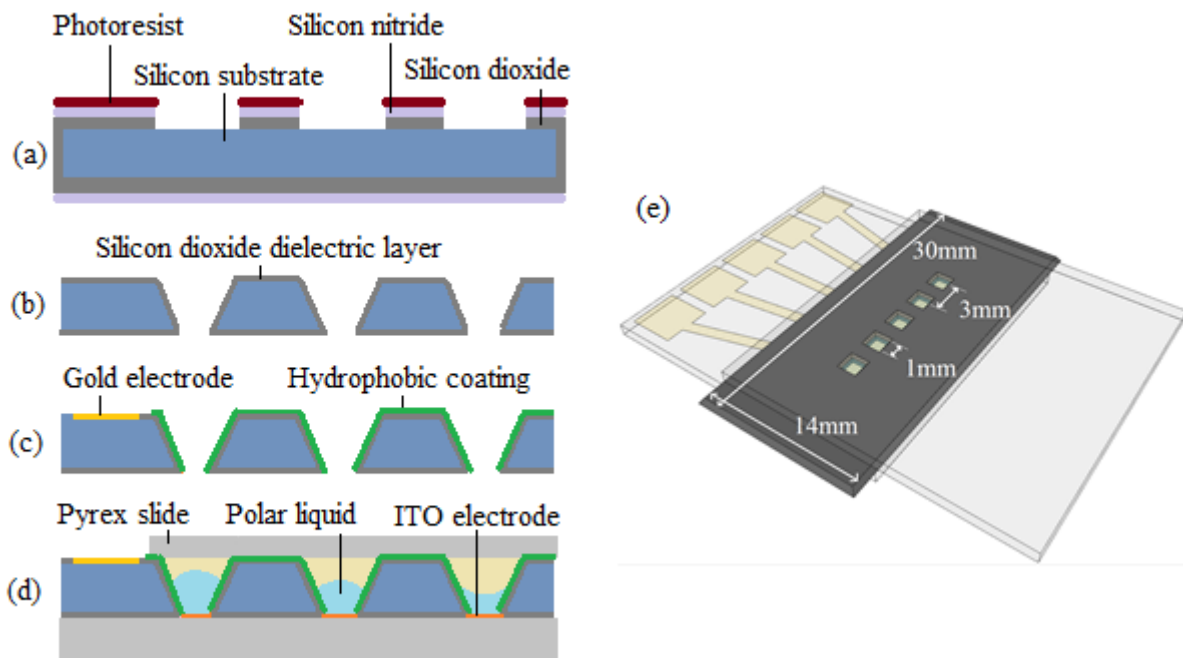 Photoresist
Silicon nitride
Silicon substrate
Silicon dioxide
(a)
Silicon dioxide dielectric layer
(b)
Gold electrode
Hydrophobic coating
(c)
Pyrex slide
Polar liquid
ITO electrode
(d)
(e)
30mm
3mm
1mm
14mm